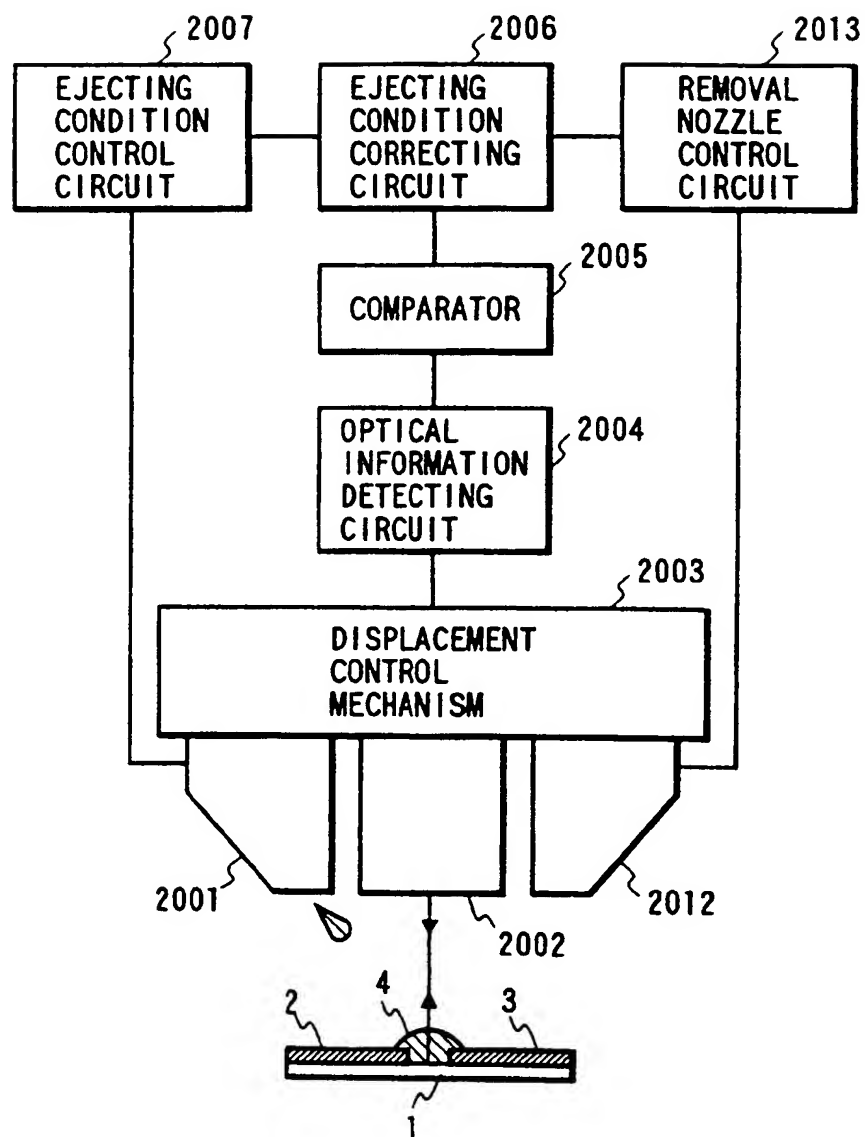 2007
2006
2013
EJECTING
CONDITION
CONTROL
CIRCUIT
EJECTING
CONDITION
CORRECTING
CIRCUIT
REMOVAL
NOZZLE
CONTROL
CIRCUIT
2005
COMPARATOR
2004
OPTICAL
INFORMATION
DETECTING
CIRCUIT
2003
DISPLACEMENT
CONTROL
MECHANISM
2001
2002
2012
2
4
3
1